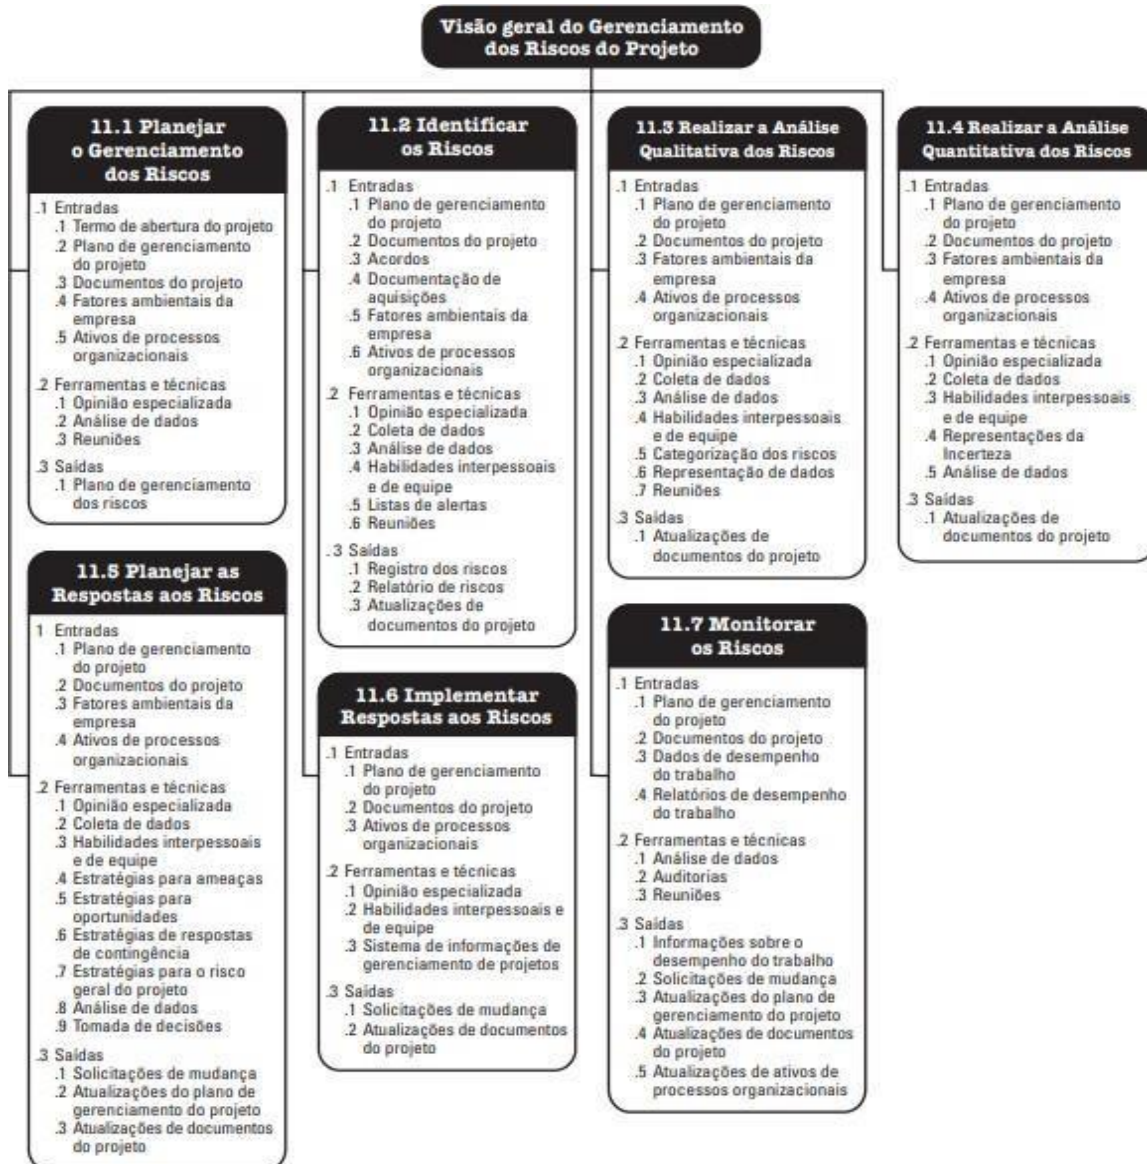 Visão geral do Gerenciamento
dos Riscos do Projeto
11.1 Planejar
o Gerenciamento
dos Riscos
.1 Entradas
.1 Termo de abertura do projeto
.2 Plano de gerenciamento
do projeto
.3 Documentos do projeto
.4 Fatores ambientais da
empresa
.5 Ativos de processos
organizacionais
.2 Ferramentas e técnicas
.1 Opinião especializada
.2 Análise de dados
.3 Reuniões
.3 Saídas
.1 Plano de gerenciamento
dos riscos
11.2 Identificar
os Riscos
.1 Entradas
.1 Plano de gerenciamento
do projeto
.2 Documentos do projeto
.3 Acordos
.4 Documentação de
aquisições
.5 Fatores ambientais da
empresa
.6 Ativos de processos
organizacionais
.2 Ferramentas e técnicas
.1 Opinião especializada
.2 Coleta de dados
.3 Análise de dados
.4 Habilidades interpessoais
e de equipe
.5 Listas de alertas
.6 Reuniões
.3 Saídas
.1 Registro dos riscos
.2 Relatório de riscos
.3 Atualizações de
documentos do projeto
11.3 Realizar a Análise
Qualitativa dos Riscos
.1 Entradas
.1 Plano de gerenciamento
do projeto
.2 Documentos do projeto
.3 Fatores ambientais da
empresa
.4 Ativos de processos
organizacionais
.2 Ferramentas e técnicas
.1 Opinião especializada
.2 Coleta de dados
.3 Análise de dados
.4 Habilidades interpessoais
e de equipe
.5 Categorização dos riscos
.6 Representação de dados
.7 Reuniões
.3 Saídas
.1 Atualizações de
documentos do projeto
11.4 Realizar a Análise
Quantitativa dos Riscos
.1 Entradas
.1 Plano de gerenciamento
do projeto
.2 Documentos do projeto
.3 Fatores ambientais da
empresa
.4 Ativos de processos
organizacionais
.2 Ferramentas e técnicas
.1 Opinião especializada
.2 Coleta de dados
.3 Habilidades interpessoais
e de equipe
.4 Representações da
Incerteza
.5 Análise de dados
.3 Saídas
.1 Atualizações de
documentos do projeto
11.5 Planejar as
Respostas aos Riscos
1 Entradas
.1 Plano de gerenciamento
do projeto
.2 Documentos do projeto
.3 Fatores ambientais da
empresa
.4 Ativos de processos
organizacionais
.2 Ferramentas e técnicas
.1 Opinião especializada
.2 Coleta de dados
.3 Habilidades interpessoais
e de equipe
.4 Estratégias para ameaças
.5 Estratégias para
oportunidades
.6 Estratégias de respostas
de contingência
.7 Estratégias para o risco
geral do projeto
.8 Análise de dados
.9 Tomada de decisões
.3 Saídas
.1 Solicitações de mudança
.2 Atualizações do plano de
gerenciamento do projeto
.3 Atualizações de documentos
do projeto
11.6 Implementar
Respostas aos Riscos
.1 Entradas
.1 Plano de gerenciamento
do projeto
.2 Documentos do projeto
.3 Ativos de processos
organizacionais
.2 Ferramentas e técnicas
.1 Opinião especializada
.2 Habilidades interpessoais e
de equipe
.3 Sistema de informações de
gerenciamento de projetos
.3 Saídas
.1 Solicitações de mudança
.2 Atualizações de documentos
do projeto
11.7 Monitorar
os Riscos
.1 Entradas
.1 Plano de gerenciamento
do projeto
.2 Documentos do projeto
.3 Dados de desempenho
do trabalho
.4 Relatórios de desempenho
do trabalho
.2 Ferramentas e técnicas
.1 Análise de dados
.2 Auditorias
.3 Reuniões
.3 Saídas
.1 Informações sobre o
desempenho do trabalho
.2 Solicitações de mudança
.3 Atualizações do plano de
gerenciamento do projeto
.4 Atualizações de documentos
do projeto
.5 Atualizações de ativos de
processos organizacionais